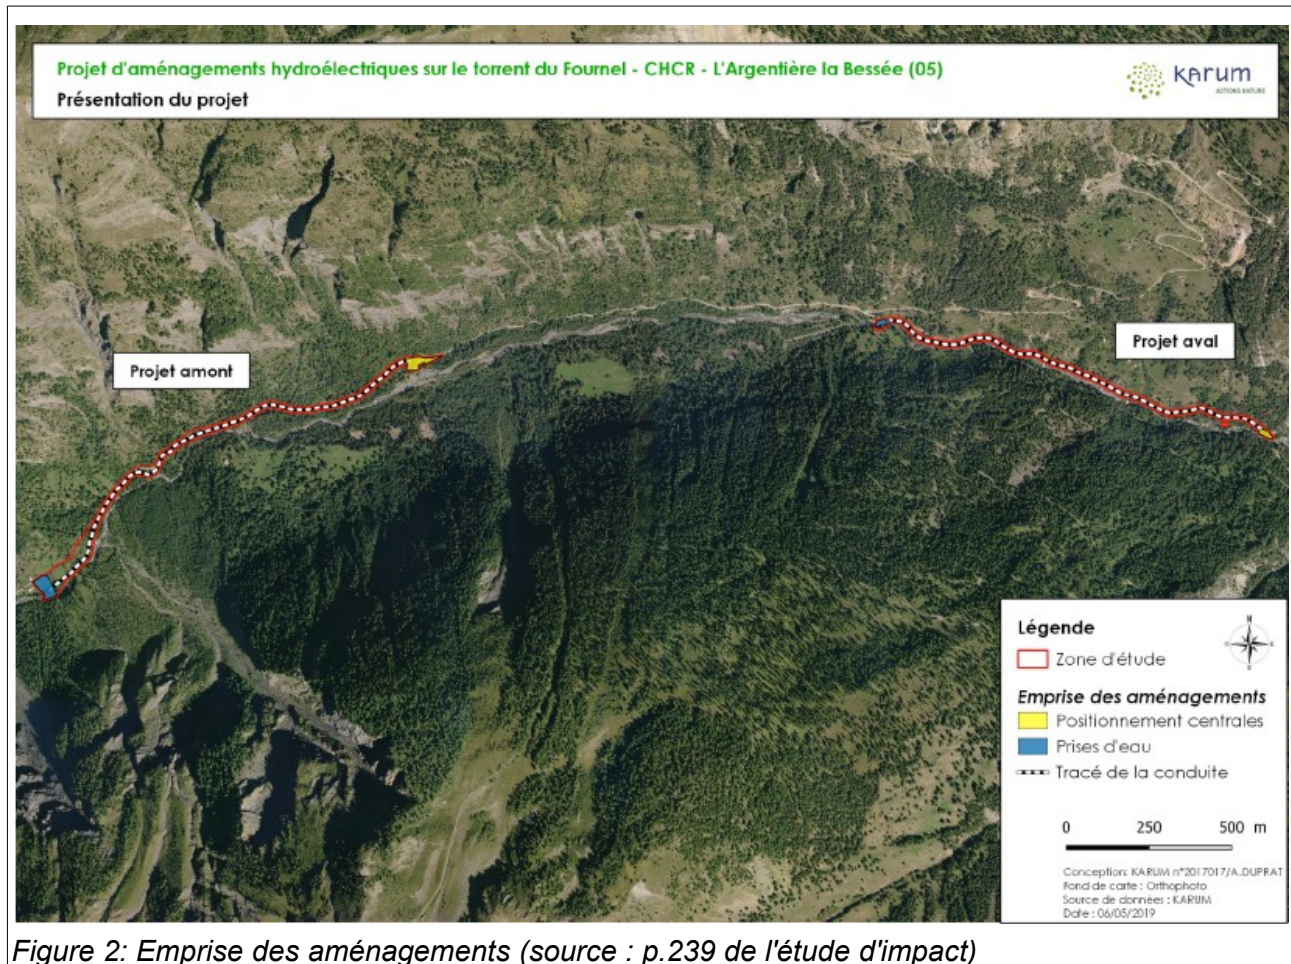 Projet d'aménagements hydroélectriques sur le torrent du Fournel - CHCR - L'Argentière la Bessée (05)
Présentation du projet
Karum
ACTIONS NATURE
Projet amont
Projet aval
Légende
Zone d'étude
Emprise des aménagements
Positionnement centrales
Prises d'eau
Tracé de la conduite
N
O
E
S
0 250 500 m
Conception: KARUM n°2017017/A.DUPRAT
Fond de carte : Orthophoto
Source de données : KARUM
Date : 06/05/2019
Figure 2: Emprise des aménagements (source : p.239 de l'étude d'impact)